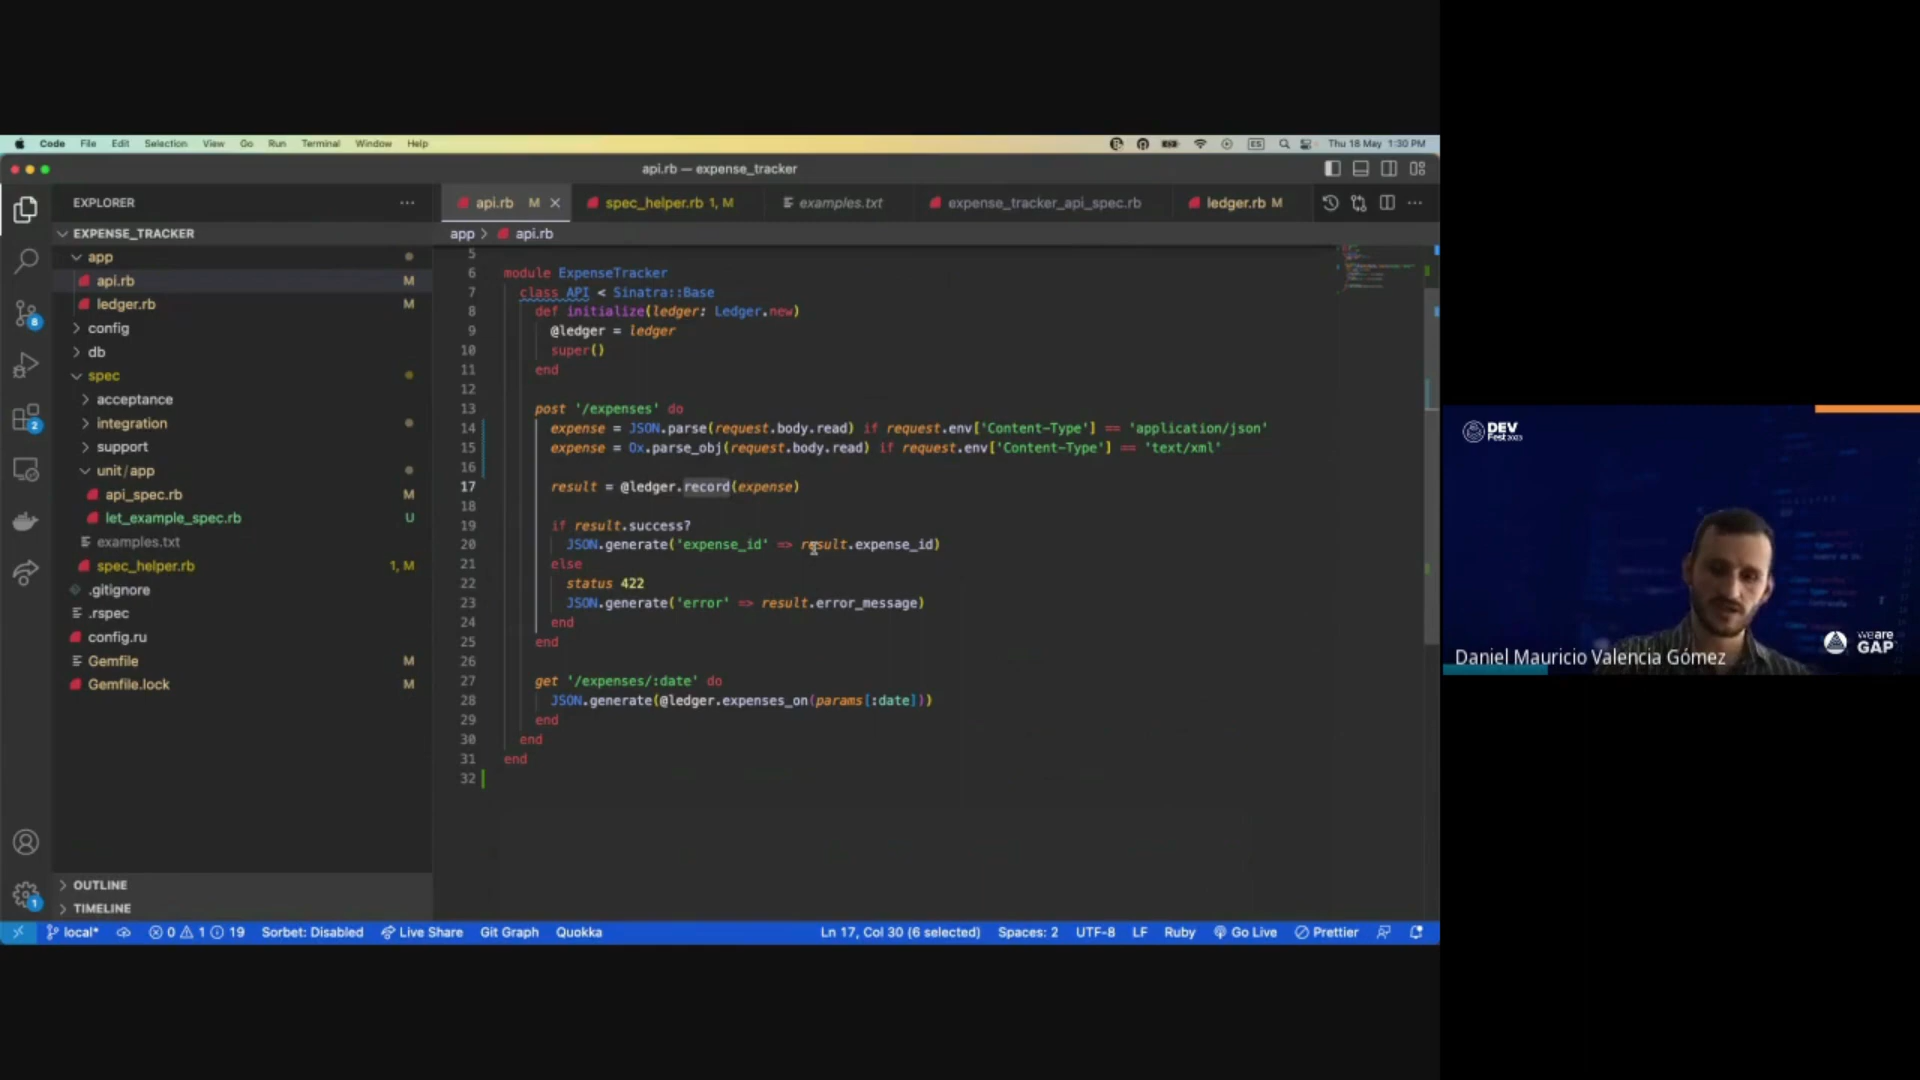 Code File Edit Selection View Go Run Terminal Window Help
ES
Thu 18 May 1:30 PM
api.rb — expense_tracker
EXPLORER
EXPENSE_TRACKER
app
api.rb M
ledger.rb M
config
db
spec
acceptance
integration
support
unit/app
api_spec.rb M
let_example_spec.rb U
examples.txt
spec_helper.rb 1, M
.gitignore
.rspec
config.ru
Gemfile M
Gemfile.lock M
OUTLINE
TIMELINE
8
2
1
api.rb M
spec_helper.rb 1, M
examples.txt
expense_tracker_api_spec.rb
ledger.rb M
app > api.rb
5
6 module ExpenseTracker
7 class API < Sinatra::Base
8 def initialize(ledger: Ledger.new)
9 @ledger = ledger
10 super()
11 end
12
13 post '/expenses' do
14 expense = JSON.parse(request.body.read) if request.env['Content-Type'] == 'application/json'
15 expense = Ox.parse_obj(request.body.read) if request.env['Content-Type'] == 'text/xml'
16
17 result = @ledger.record(expense)
18
19 if result.success?
20 JSON.generate('expense_id' => result.expense_id)
21 else
22 status 422
23 JSON.generate('error' => result.error_message)
24 end
25 end
26
27 get '/expenses/:date' do
28 JSON.generate(@ledger.expenses_on(params[:date]))
29 end
30 end
31 end
32
local* 0 1 19 Sorbet: Disabled Live Share Git Graph Quokka
Ln 17, Col 30 (6 selected) Spaces: 2 UTF-8 LF Ruby Go Live Prettier
DEV
Fest 2023
we are
GAP
Daniel Mauricio Valencia Gómez